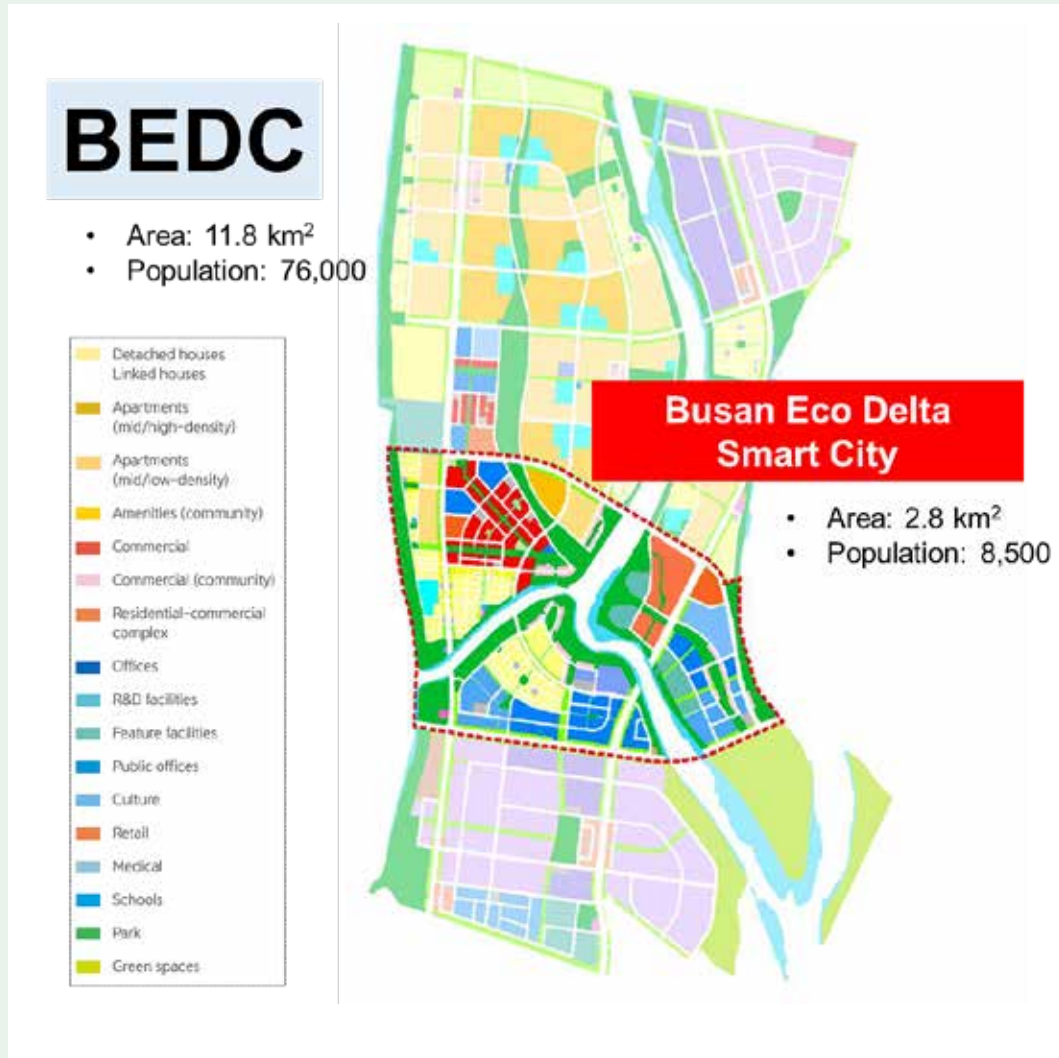 BEDC
• Area: 11.8 km²
• Population: 76,000
Detached houses
Linked houses
Apartments
(mid/high-density)
Apartments
(mid/low-density)
Amenities (community)
Commercial
Commercial (community)
Residential-commercial
complex
Offices
R&D facilities
Feature facilities
Public offices
Culture
Retail
Medical
Schools
Park
Green spaces
Busan Eco Delta
Smart City
• Area: 2.8 km²
• Population: 8,500